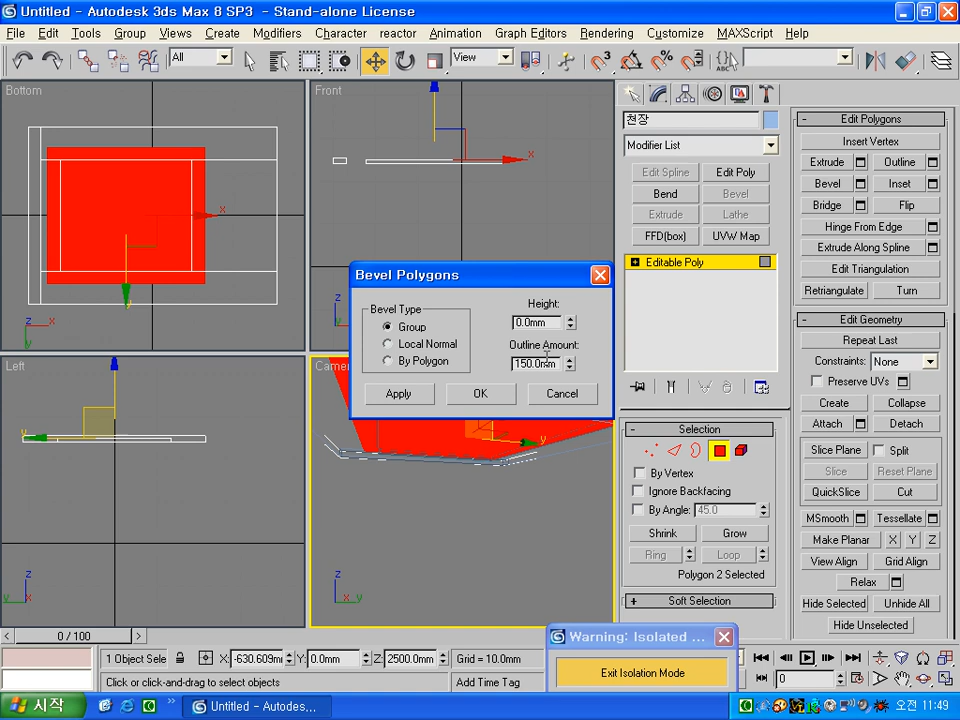 Untitled - Autodesk 3ds Max 8 SP3 - Stand-alone License
File Edit Tools Group Views Create Modifiers Character reactor Animation Graph Editors Rendering Customize MAXScript Help
All View
Bottom
Front
Left
Camer
x
y
z
Bevel Polygons
Bevel Type
Group
Local Normal
By Polygon
Height:
0.0mm
Outline Amount:
150.0mm
Apply OK Cancel
천장
Modifier List
Edit Spline Edit Poly
Bend Bevel
Extrude Lathe
FFD(box) UVW Map
Editable Poly
- Selection
By Vertex
Ignore Backfacing
By Angle: 45.0
Shrink Grow
Ring Loop
Polygon 2 Selected
+ Soft Selection
- Edit Polygons
Insert Vertex
Extrude Outline
Bevel Inset
Bridge Flip
Hinge From Edge
Extrude Along Spline
Edit Triangulation
Retriangulate Turn
- Edit Geometry
Repeat Last
Constraints: None
Preserve UVs
Create Collapse
Attach Detach
Slice Plane Split
Slice Reset Plane
QuickSlice Cut
MSmooth Tessellate
Make Planar X Y Z
View Align Grid Align
Relax
Hide Selected Unhide All
Hide Unselected
< 0 / 100 >
1 Object Sele X: -630.609m Y: 0.0mm Z: 2500.0mm Grid = 10.0mm
Click or click-and-drag to select objects Add Time Tag
Warning: Isolated ...
Exit Isolation Mode
0
시작 Untitled - Autodes... 오전 11:49